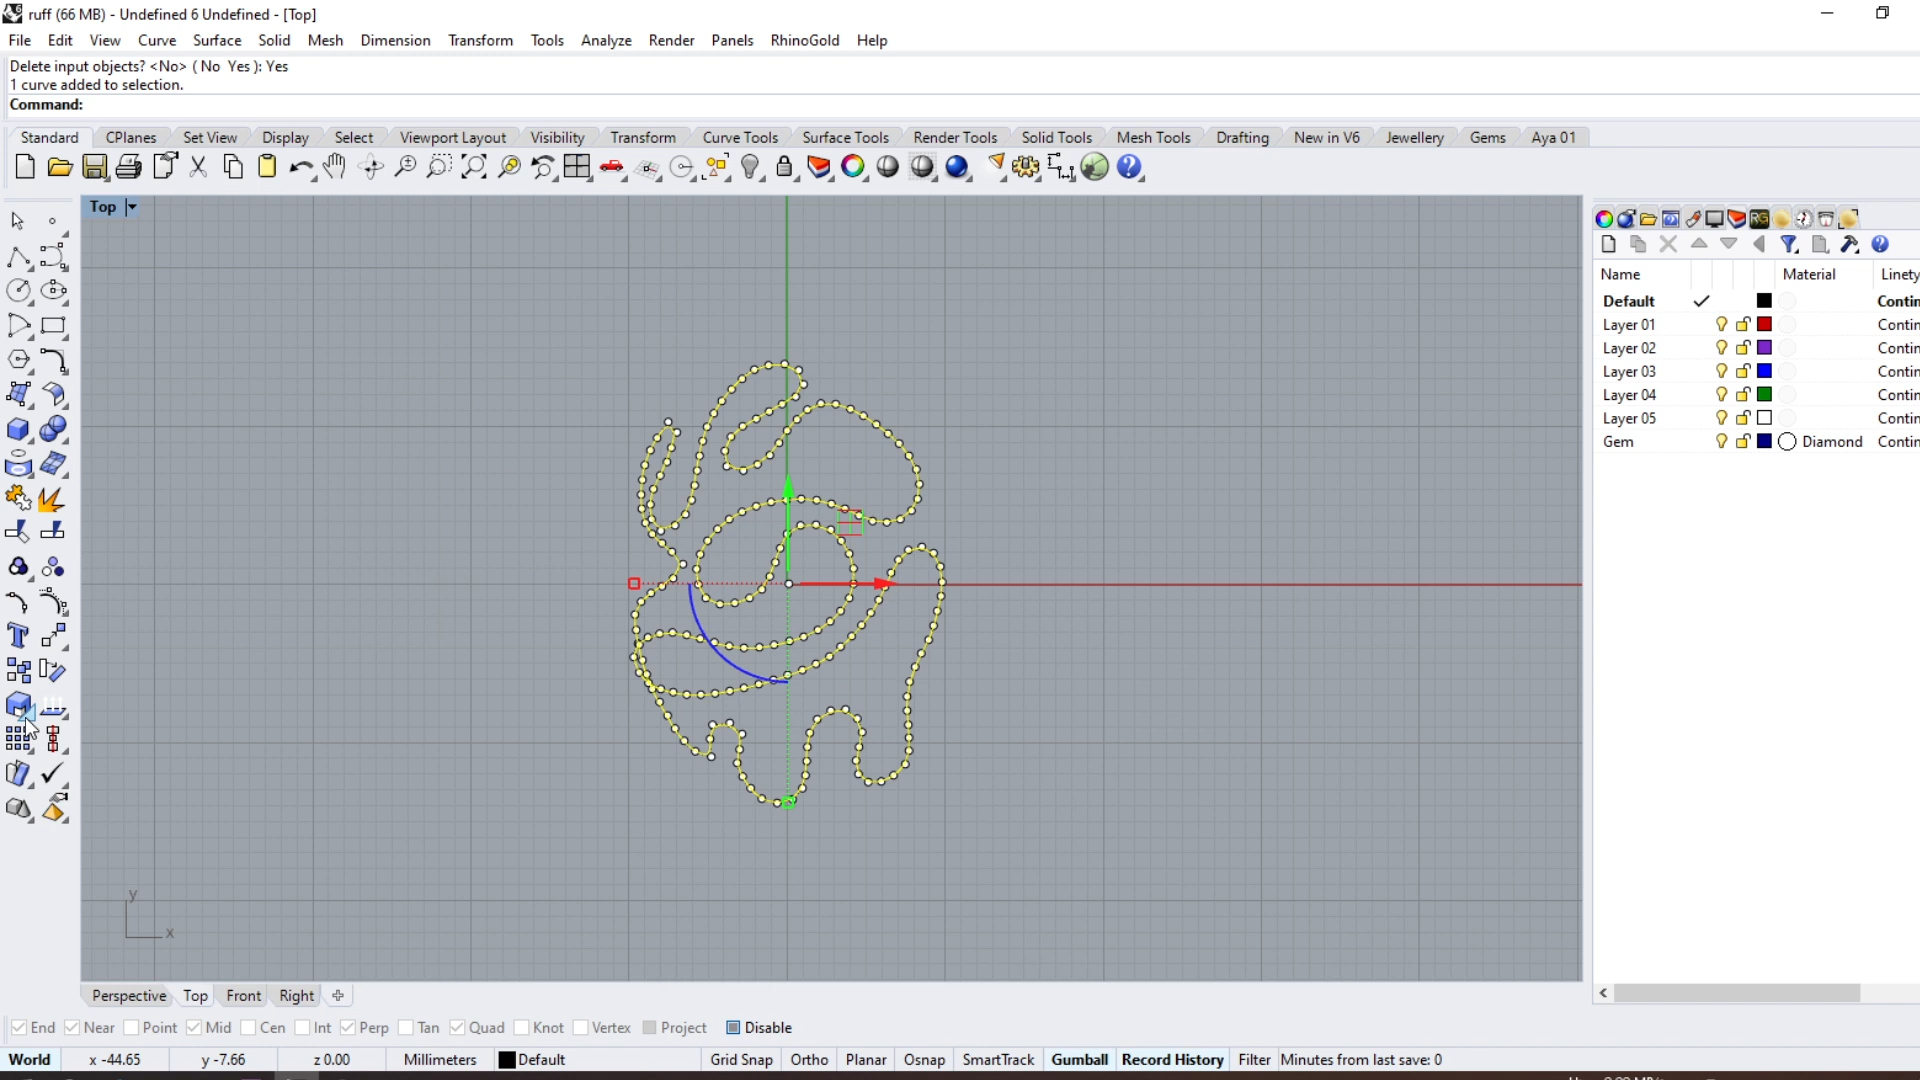 ruff (66 MB) - Undefined 6 Undefined - [Top]
File Edit View Curve Surface Solid Mesh Dimension Transform Tools Analyze Render Panels RhinoGold Help
Delete input objects? <No> ( No Yes ): Yes
1 curve added to selection.
Command:
Standard CPlanes Set View Display Select Viewport Layout Visibility Transform Curve Tools Surface Tools Render Tools Solid Tools Mesh Tools Drafting New in V6 Jewellery Gems Aya 01
Top
RG
Name Material Linety
Default Contin
Layer 01 Contin
Layer 02 Contin
Layer 03 Contin
Layer 04 Contin
Layer 05 Contin
Gem Diamond Contin
y
x
Perspective Top Front Right
End Near Point Mid Cen Int Perp Tan Quad Knot Vertex Project Disable
World x -44.65 y -7.66 z 0.00 Millimeters Default Grid Snap Ortho Planar Osnap SmartTrack Gumball Record History Filter Minutes from last save: 0